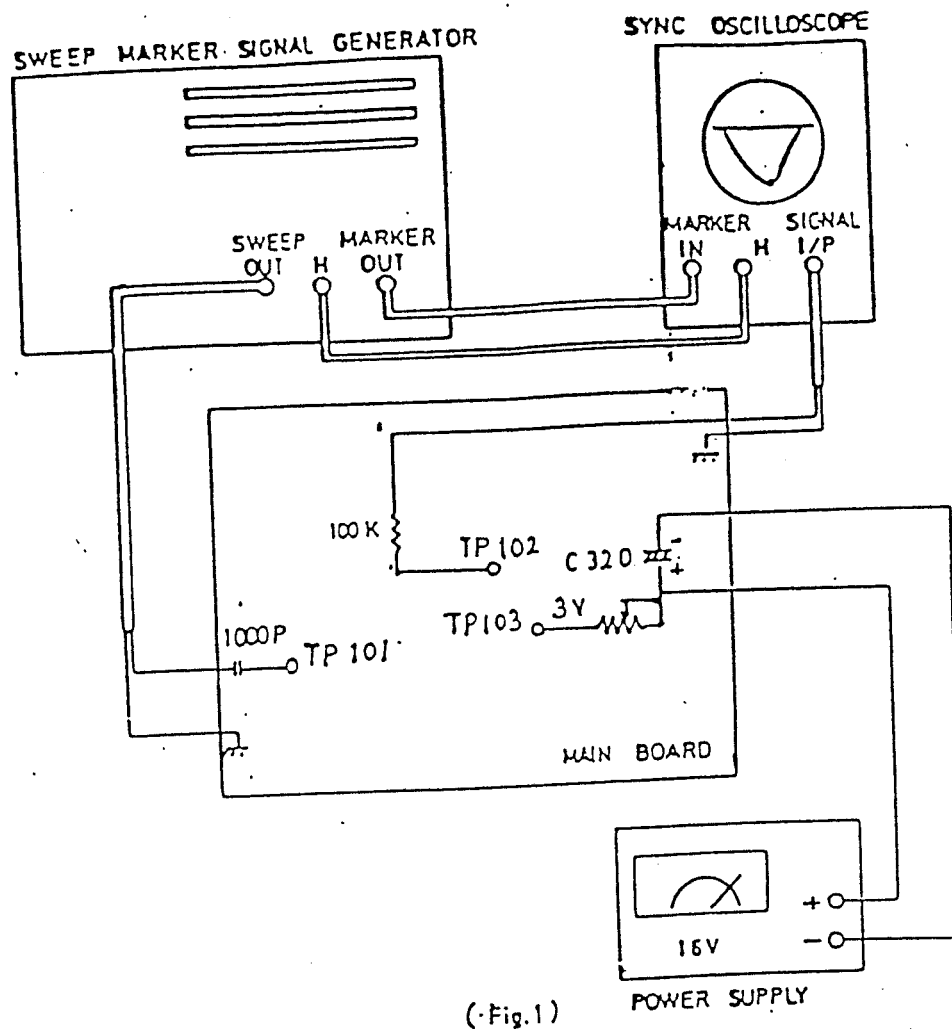 SWEEP MARKER SIGNAL GENERATOR
SYNC OSCILLOSCOPE
SWEEP OUT
H
MARKER OUT
MARKER IN
H
SIGNAL I/P
100K
TP102
C320
-
+
TP103
3V
1000P
TP101
MAIN BOARD
+
-
16V
POWER SUPPLY
(Fig.1)